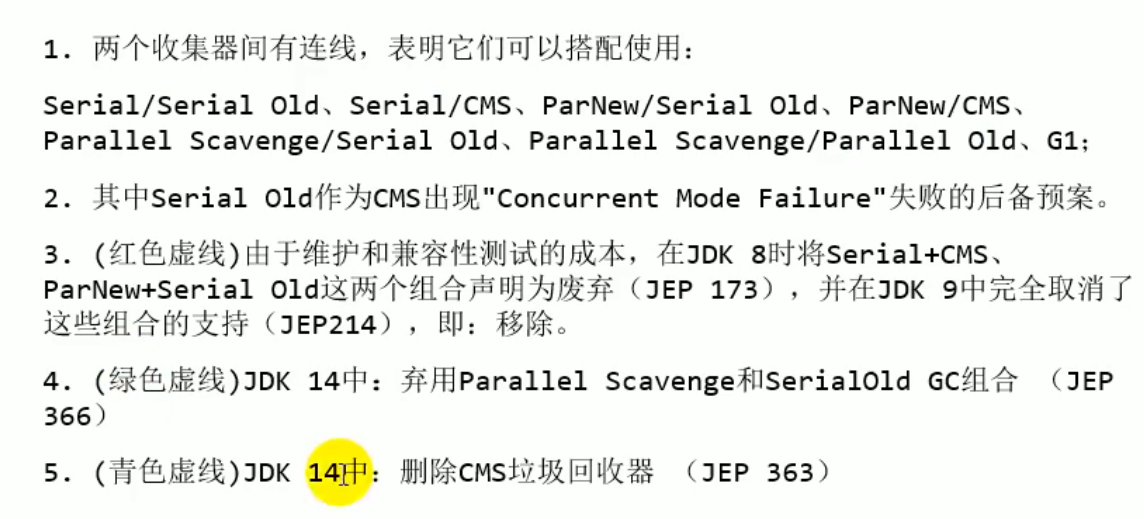 1. 两个收集器间有连线，表明它们可以搭配使用：
Serial/Serial Old、Serial/CMS、ParNew/Serial Old、ParNew/CMS、
Parallel Scavenge/Serial Old、Parallel Scavenge/Parallel Old、G1；
2. 其中Serial Old作为CMS出现"Concurrent Mode Failure"失败的后备预案。
3. (红色虚线)由于维护和兼容性测试的成本，在JDK 8时将Serial+CMS、
ParNew+Serial Old这两个组合声明为废弃（JEP 173），并在JDK 9中完全取消了
这些组合的支持（JEP214），即：移除。
4. (绿色虚线)JDK 14中：弃用Parallel Scavenge和SerialOld GC组合 （JEP
366）
5. (青色虚线)JDK 14中：删除CMS垃圾回收器 （JEP 363）